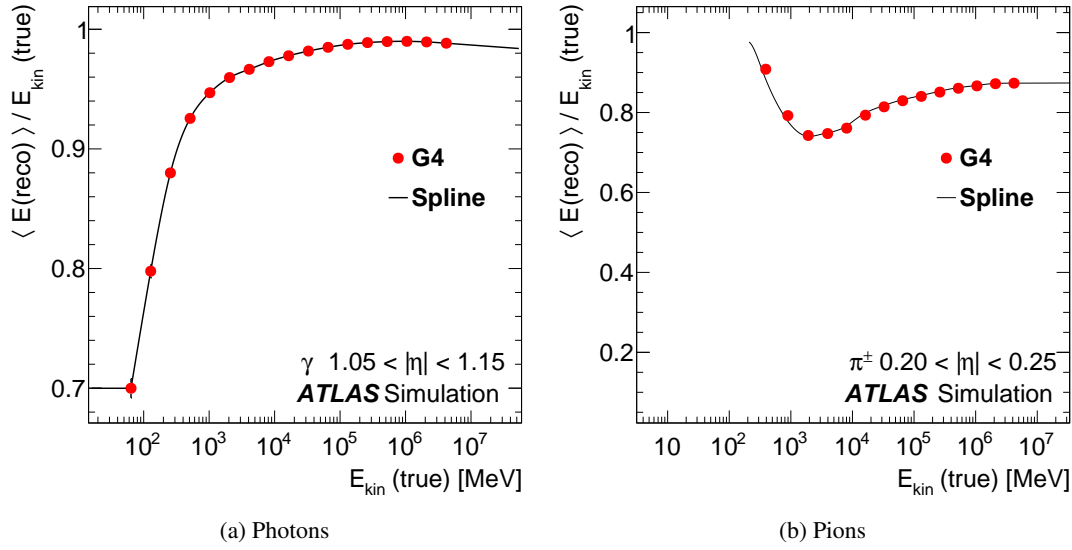 ⟨ E(reco) ⟩ / E_kin (true)
1
0.9
0.8
0.7
G4
Spline
γ 1.05 < |η| < 1.15
ATLAS Simulation
10² 10³ 10⁴ 10⁵ 10⁶ 10⁷
E_kin (true) [MeV]
(a) Photons
⟨ E(reco) ⟩ / E_kin (true)
1
0.8
0.6
0.4
0.2
G4
Spline
π± 0.20 < |η| < 0.25
ATLAS Simulation
10 10² 10³ 10⁴ 10⁵ 10⁶ 10⁷
E_kin (true) [MeV]
(b) Pions